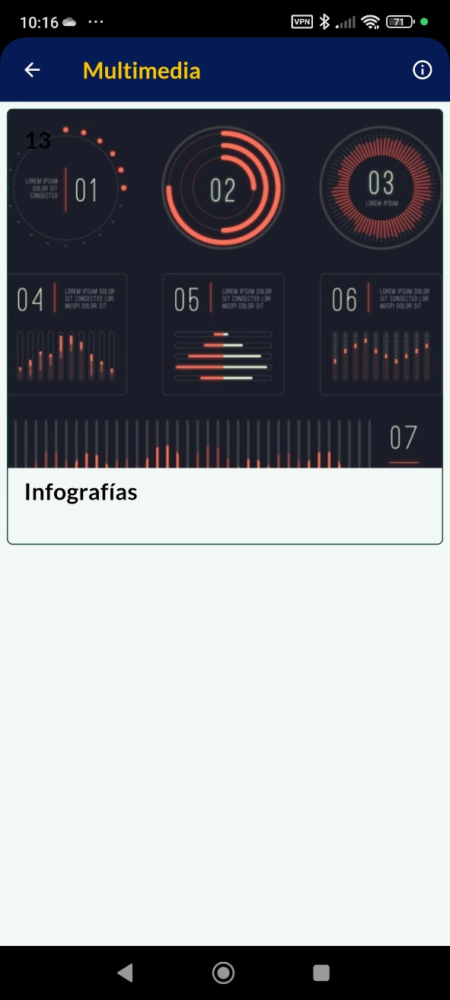 10:16
VPN
71
Multimedia
13
LOREM IPSUM
DOLOR SIT
CONSECTED
01
02
03
LOREM IPSUM
04
LOREM IPSUM DOLOR
SIT CONSECTED LOR
MUSPI DOLOR SIT
05
LOREM IPSUM DOLOR
SIT CONSECTED LOR
MUSPI DOLOR SIT
06
LOREM IPSUM DOLOR
SIT CONSECTED LOR
MUSPI DOLOR SIT
07
Infografías